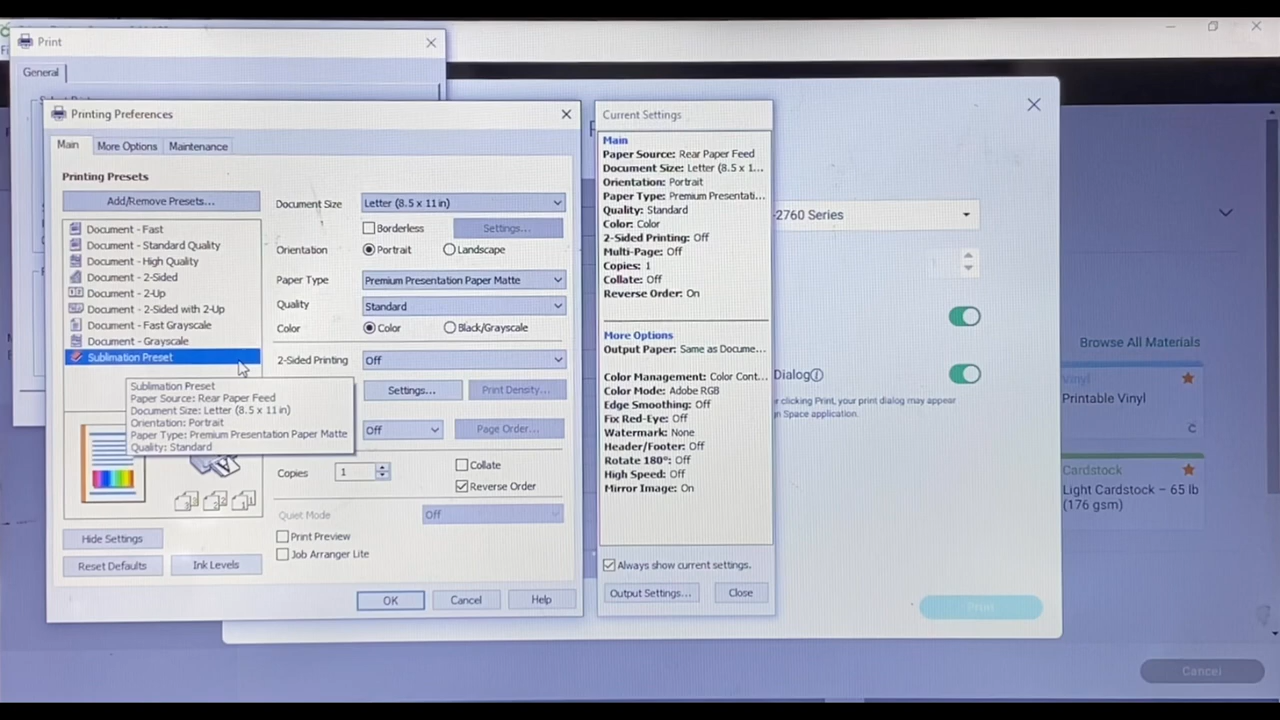 Print
General
Printing Preferences
Main
More Options
Maintenance
Printing Presets
Add/Remove Presets...
Document - Fast
Document - Standard Quality
Document - High Quality
Document - 2-Sided
Document - 2-Up
Document - 2-Sided with 2-Up
Document - Fast Grayscale
Document - Grayscale
Sublimation Preset
Sublimation Preset
Paper Source: Rear Paper Feed
Document Size: Letter (8.5 x 11 in)
Orientation: Portrait
Paper Type: Premium Presentation Paper Matte
Quality: Standard
Hide Settings
Reset Defaults
Ink Levels
Document Size
Letter (8.5 x 11 in)
Borderless
Settings...
Orientation
Portrait
Landscape
Paper Type
Premium Presentation Paper Matte
Quality
Standard
Color
Color
Black/Grayscale
2-Sided Printing
Off
Settings...
Print Density...
Off
Page Order...
Copies
1
Collate
Reverse Order
Quiet Mode
Off
Print Preview
Job Arranger Lite
OK
Cancel
Help
Current Settings
Main
Paper Source: Rear Paper Feed
Document Size: Letter (8.5 x 1...
Orientation: Portrait
Paper Type: Premium Presentati...
Quality: Standard
Color: Color
2-Sided Printing: Off
Multi-Page: Off
Copies: 1
Collate: Off
Reverse Order: On
More Options
Output Paper: Same as Docume...
Color Management: Color Cont...
Color Mode: Adobe RGB
Edge Smoothing: Off
Fix Red-Eye: Off
Watermark: None
Header/Footer: Off
Rotate 180°: Off
High Speed: Off
Mirror Image: On
Always show current settings.
Output Settings...
Close
-2760 Series
Dialog
r clicking Print, your print dialog may appear
n Space application.
Print
Browse All Materials
Vinyl
Printable Vinyl
C
Cardstock
Light Cardstock – 65 lb
(176 gsm)
Cancel